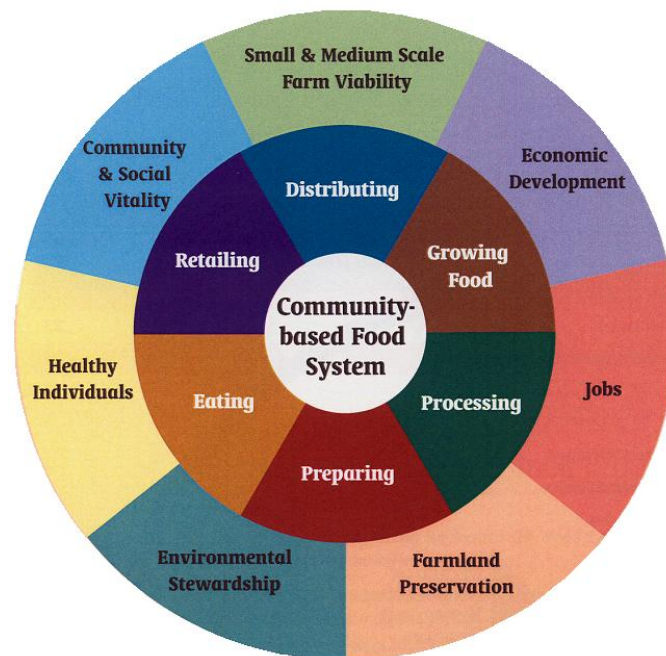 Small & Medium Scale
Farm Viability
Economic
Development
Jobs
Farmland
Preservation
Environmental
Stewardship
Healthy
Individuals
Community
& Social
Vitality
Distributing
Growing
Food
Processing
Preparing
Eating
Retailing
Community-
based Food
System